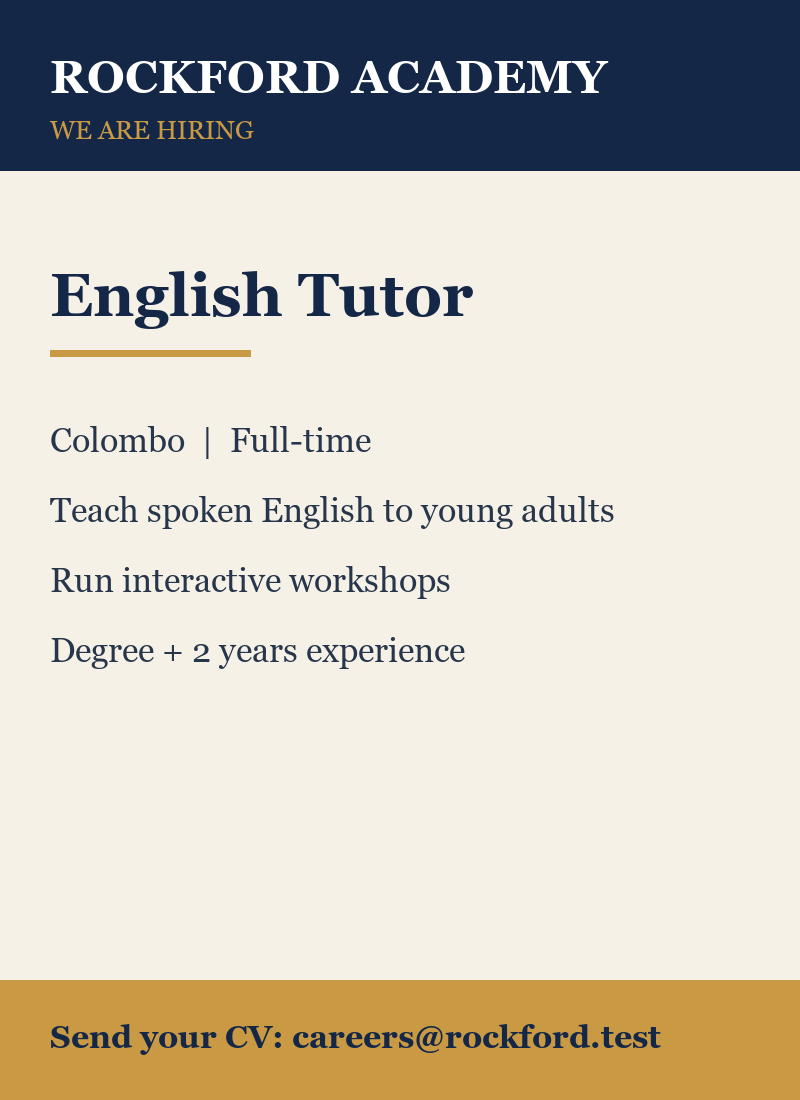 ROCKFORD ACADEMY
WE ARE HIRING
English Tutor
Colombo | Full-time
Teach spoken English to young adults
Run interactive workshops
Degree + 2 years experience
Send your CV: careers@rockford.test